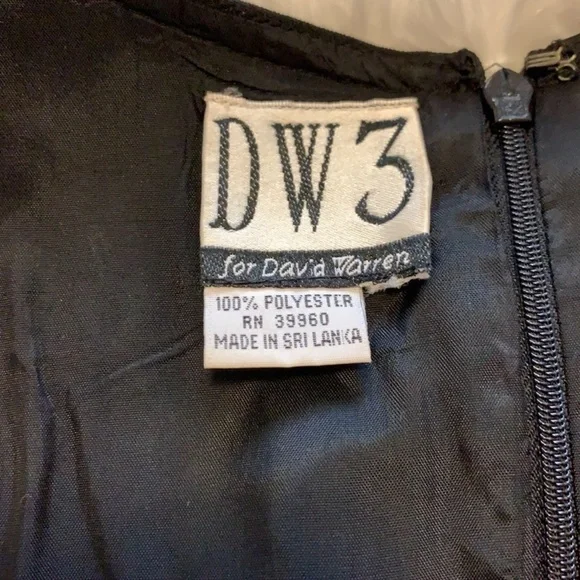 DW3
for David Warren
100% POLYESTER
RN 39960
MADE IN SRI LANKA